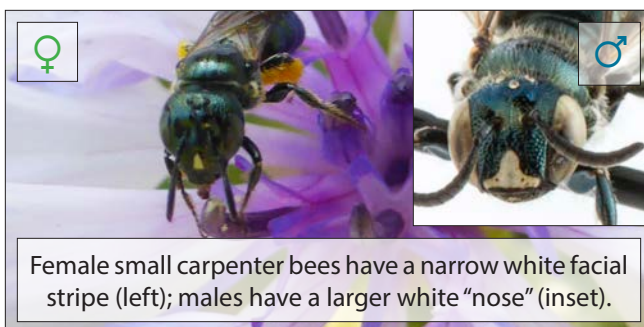 Female small carpenter bees have a narrow white facial
stripe (left); males have a larger white “nose” (inset).